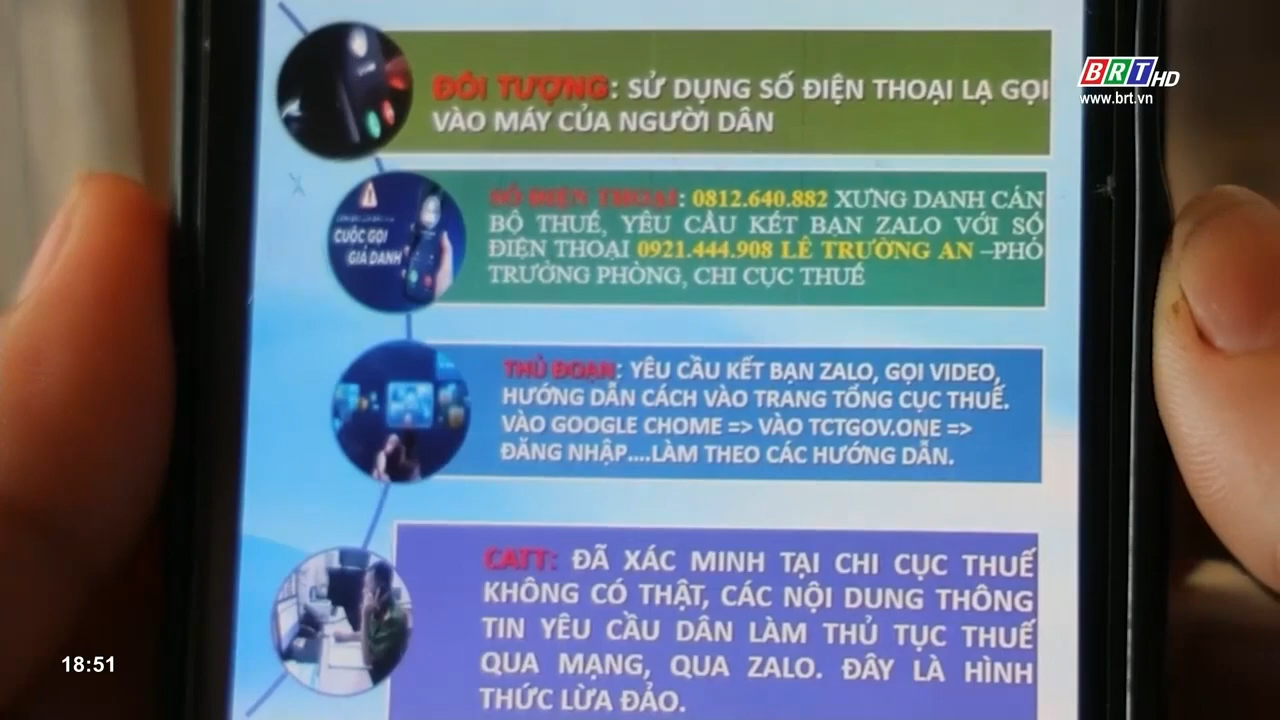 BRT HD
www.brt.vn
ĐỐI TƯỢNG: SỬ DỤNG SỐ ĐIỆN THOẠI LẠ GỌI
VÀO MÁY CỦA NGƯỜI DÂN
SỐ ĐIỆN THOẠI: 0812.640.882 XƯNG DANH CÁN
BỘ THUẾ, YÊU CẦU KẾT BẠN ZALO VỚI SỐ
ĐIỆN THOẠI 0921.444.908 LÊ TRƯỜNG AN –PHÓ
TRƯỞNG PHÒNG, CHI CỤC THUẾ
CUỘC GỌI
GIẢ DANH
THỦ ĐOẠN: YÊU CẦU KẾT BẠN ZALO, GỌI VIDEO,
HƯỚNG DẪN CÁCH VÀO TRANG TỔNG CỤC THUẾ.
VÀO GOOGLE CHOME => VÀO TCTGOV.ONE =>
ĐĂNG NHẬP....LÀM THEO CÁC HƯỚNG DẪN.
CATT: ĐÃ XÁC MINH TẠI CHI CỤC THUẾ
KHÔNG CÓ THẬT, CÁC NỘI DUNG THÔNG
TIN YÊU CẦU DÂN LÀM THỦ TỤC THUẾ
QUA MẠNG, QUA ZALO. ĐÂY LÀ HÌNH
THỨC LỪA ĐẢO.
18:51